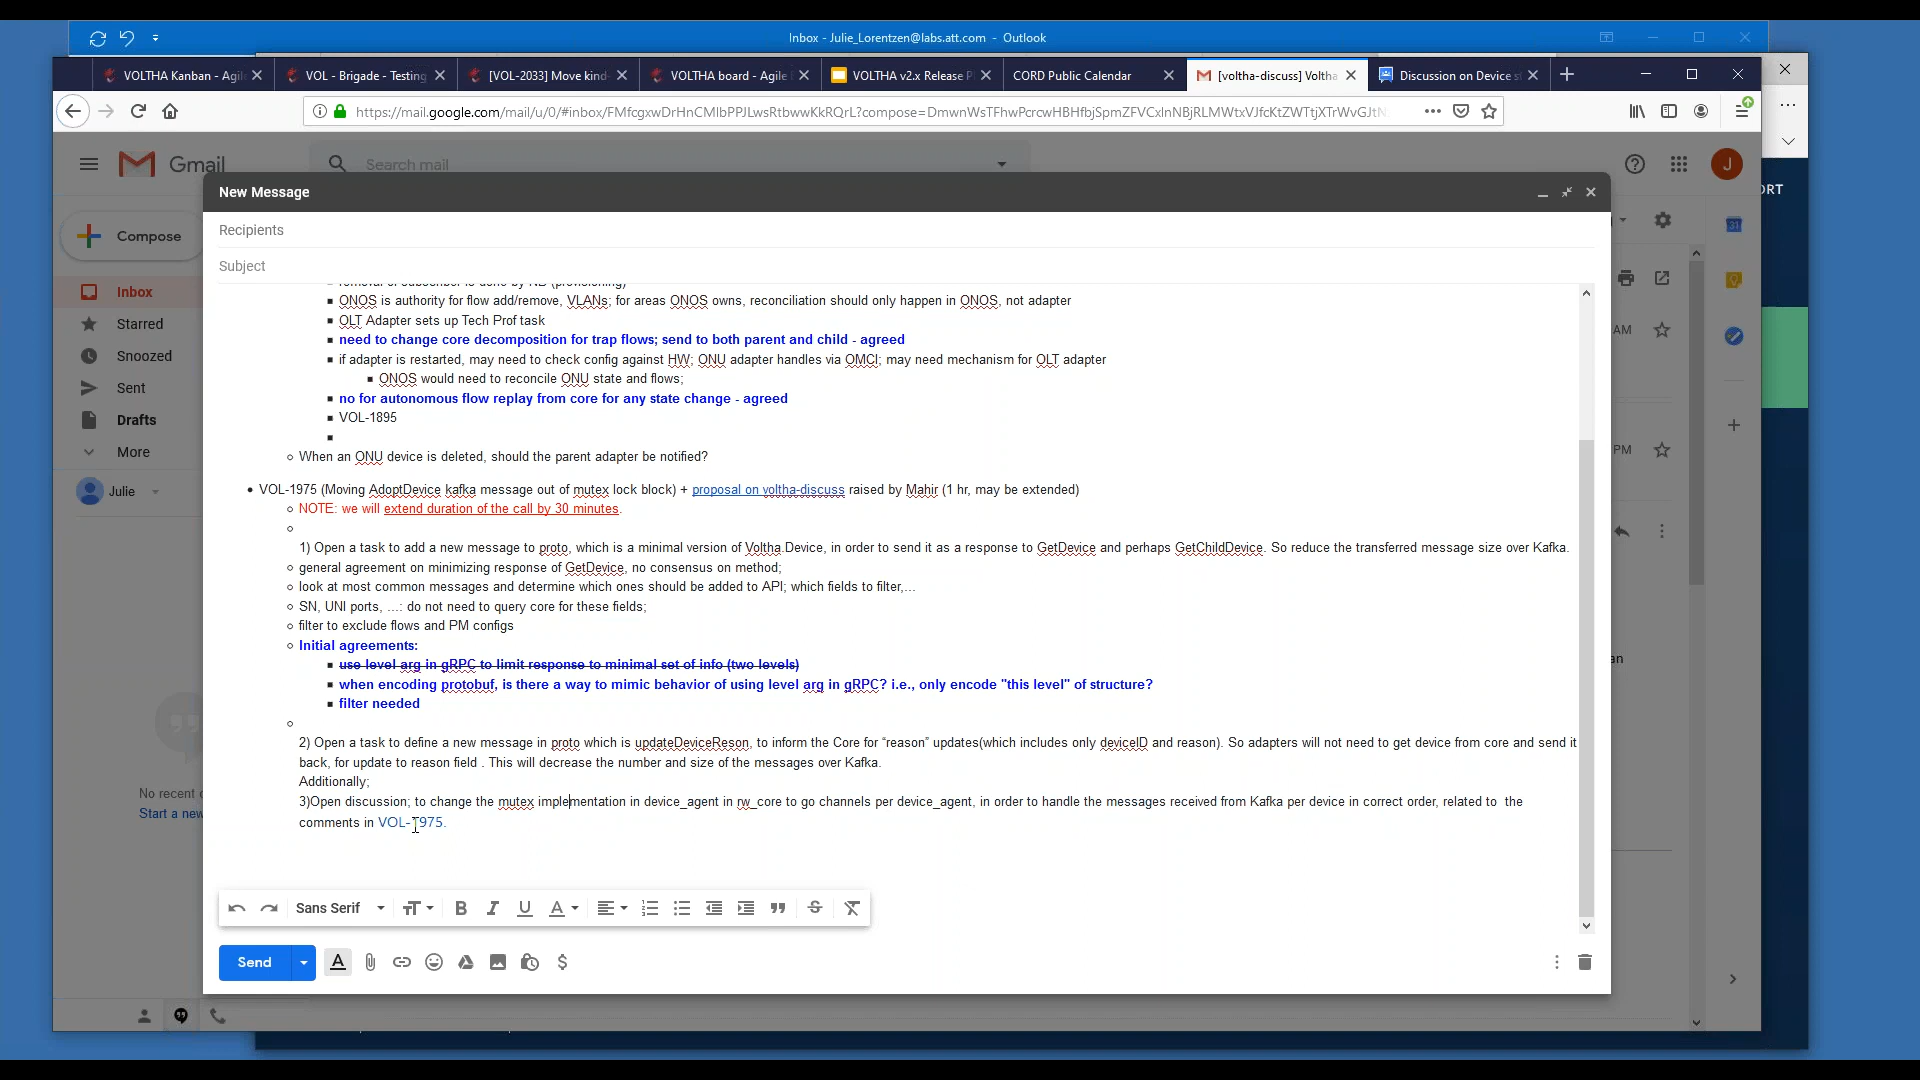 Inbox - Julie_Lorentzen@labs.att.com - Outlook
VOLTHA Kanban - Agil
VOL - Brigade - Testing
[VOL-2033] Move kind-
VOLTHA board - Agile
VOLTHA v2.x Release P
CORD Public Calendar
[voltha-discuss] Voltha
Discussion on Device s
https://mail.google.com/mail/u/0/#inbox/FMfcgxwDrHnCMlbPPJLwsRtbwwKkRQrL?compose=DmwnWsTFhwPcrcwHBHfbjSpmZFVCxlnNBjRLMWtxVJfcKtZWTtjXTrWvGJtN
Gmail
Search mail
J
ORT
New Message
Recipients
Subject
Compose
Inbox
Starred
Snoozed
Sent
Drafts
More
Julie
No recent
Start a new
AM
PM
an
removal of subscriber is done by NB (provisioning)
ONOS is authority for flow add/remove, VLANs; for areas ONOS owns, reconciliation should only happen in ONOS, not adapter
OLT Adapter sets up Tech Prof task
need to change core decomposition for trap flows; send to both parent and child - agreed
if adapter is restarted, may need to check config against HW; ONU adapter handles via OMCI; may need mechanism for OLT adapter
ONOS would need to reconcile ONU state and flows;
no for autonomous flow replay from core for any state change - agreed
VOL-1895
When an ONU device is deleted, should the parent adapter be notified?
VOL-1975 (Moving AdoptDevice kafka message out of mutex lock block) + proposal on voltha-discuss raised by Mahir (1 hr, may be extended)
NOTE: we will extend duration of the call by 30 minutes.
1) Open a task to add a new message to proto, which is a minimal version of Voltha.Device, in order to send it as a response to GetDevice and perhaps GetChildDevice. So reduce the transferred message size over Kafka.
general agreement on minimizing response of GetDevice, no consensus on method;
look at most common messages and determine which ones should be added to API; which fields to filter,...
SN, UNI ports, ...: do not need to query core for these fields;
filter to exclude flows and PM configs
Initial agreements:
use level arg in gRPC to limit response to minimal set of info (two levels)
when encoding protobuf, is there a way to mimic behavior of using level arg in gRPC? i.e., only encode "this level" of structure?
filter needed
2) Open a task to define a new message in proto which is updateDeviceReson, to inform the Core for “reason” updates(which includes only deviceID and reason). So adapters will not need to get device from core and send it
back, for update to reason field . This will decrease the number and size of the messages over Kafka.
Additionally;
3)Open discussion; to change the mutex implementation in device_agent in rw_core to go channels per device_agent, in order to handle the messages received from Kafka per device in correct order, related to the
comments in VOL-1975.
Sans Serif
Send